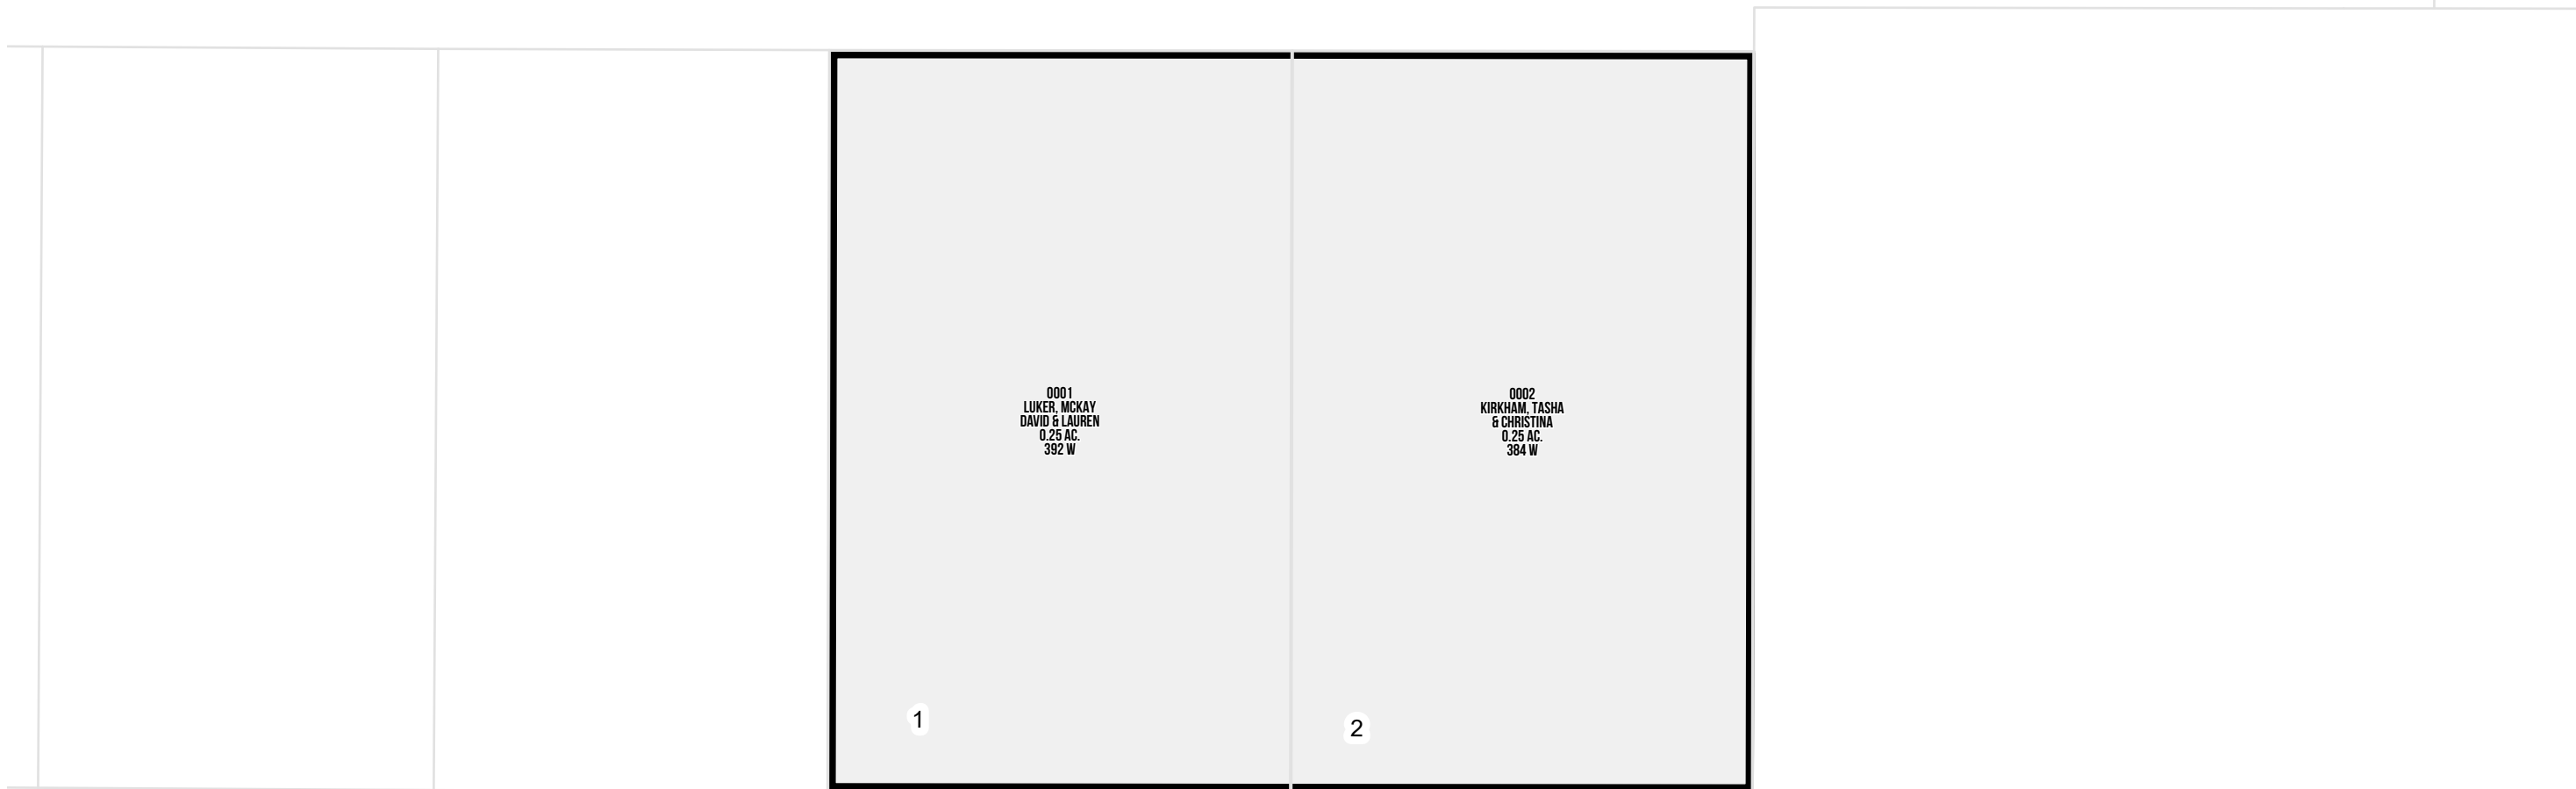 0001
LUKER, MCKAY
DAVID & LAUREN
0.25 AC.
392 W
0002
KIRKHAM, TASHA
& CHRISTINA
0.25 AC.
384 W
1
2